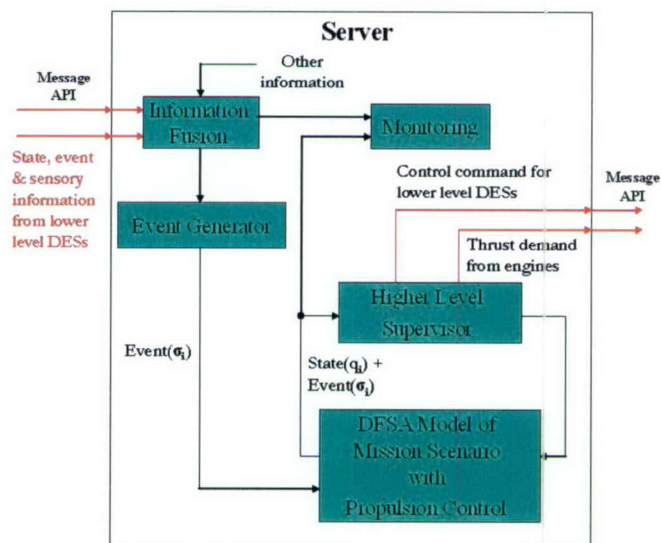 Server
Other
information
Message
API
Information
Fusion
Monitoring
State, event
& sensory
information
from lower
level DESs
Control command for
lower level DESs
Message
API
Event Generator
Thrust demand
from engines
Higher Level
Supervisor
Event(σᵢ)
State(qᵢ) +
Event(σᵢ)
DFSA Model of
Mission Scenario
with
Propulsion Control